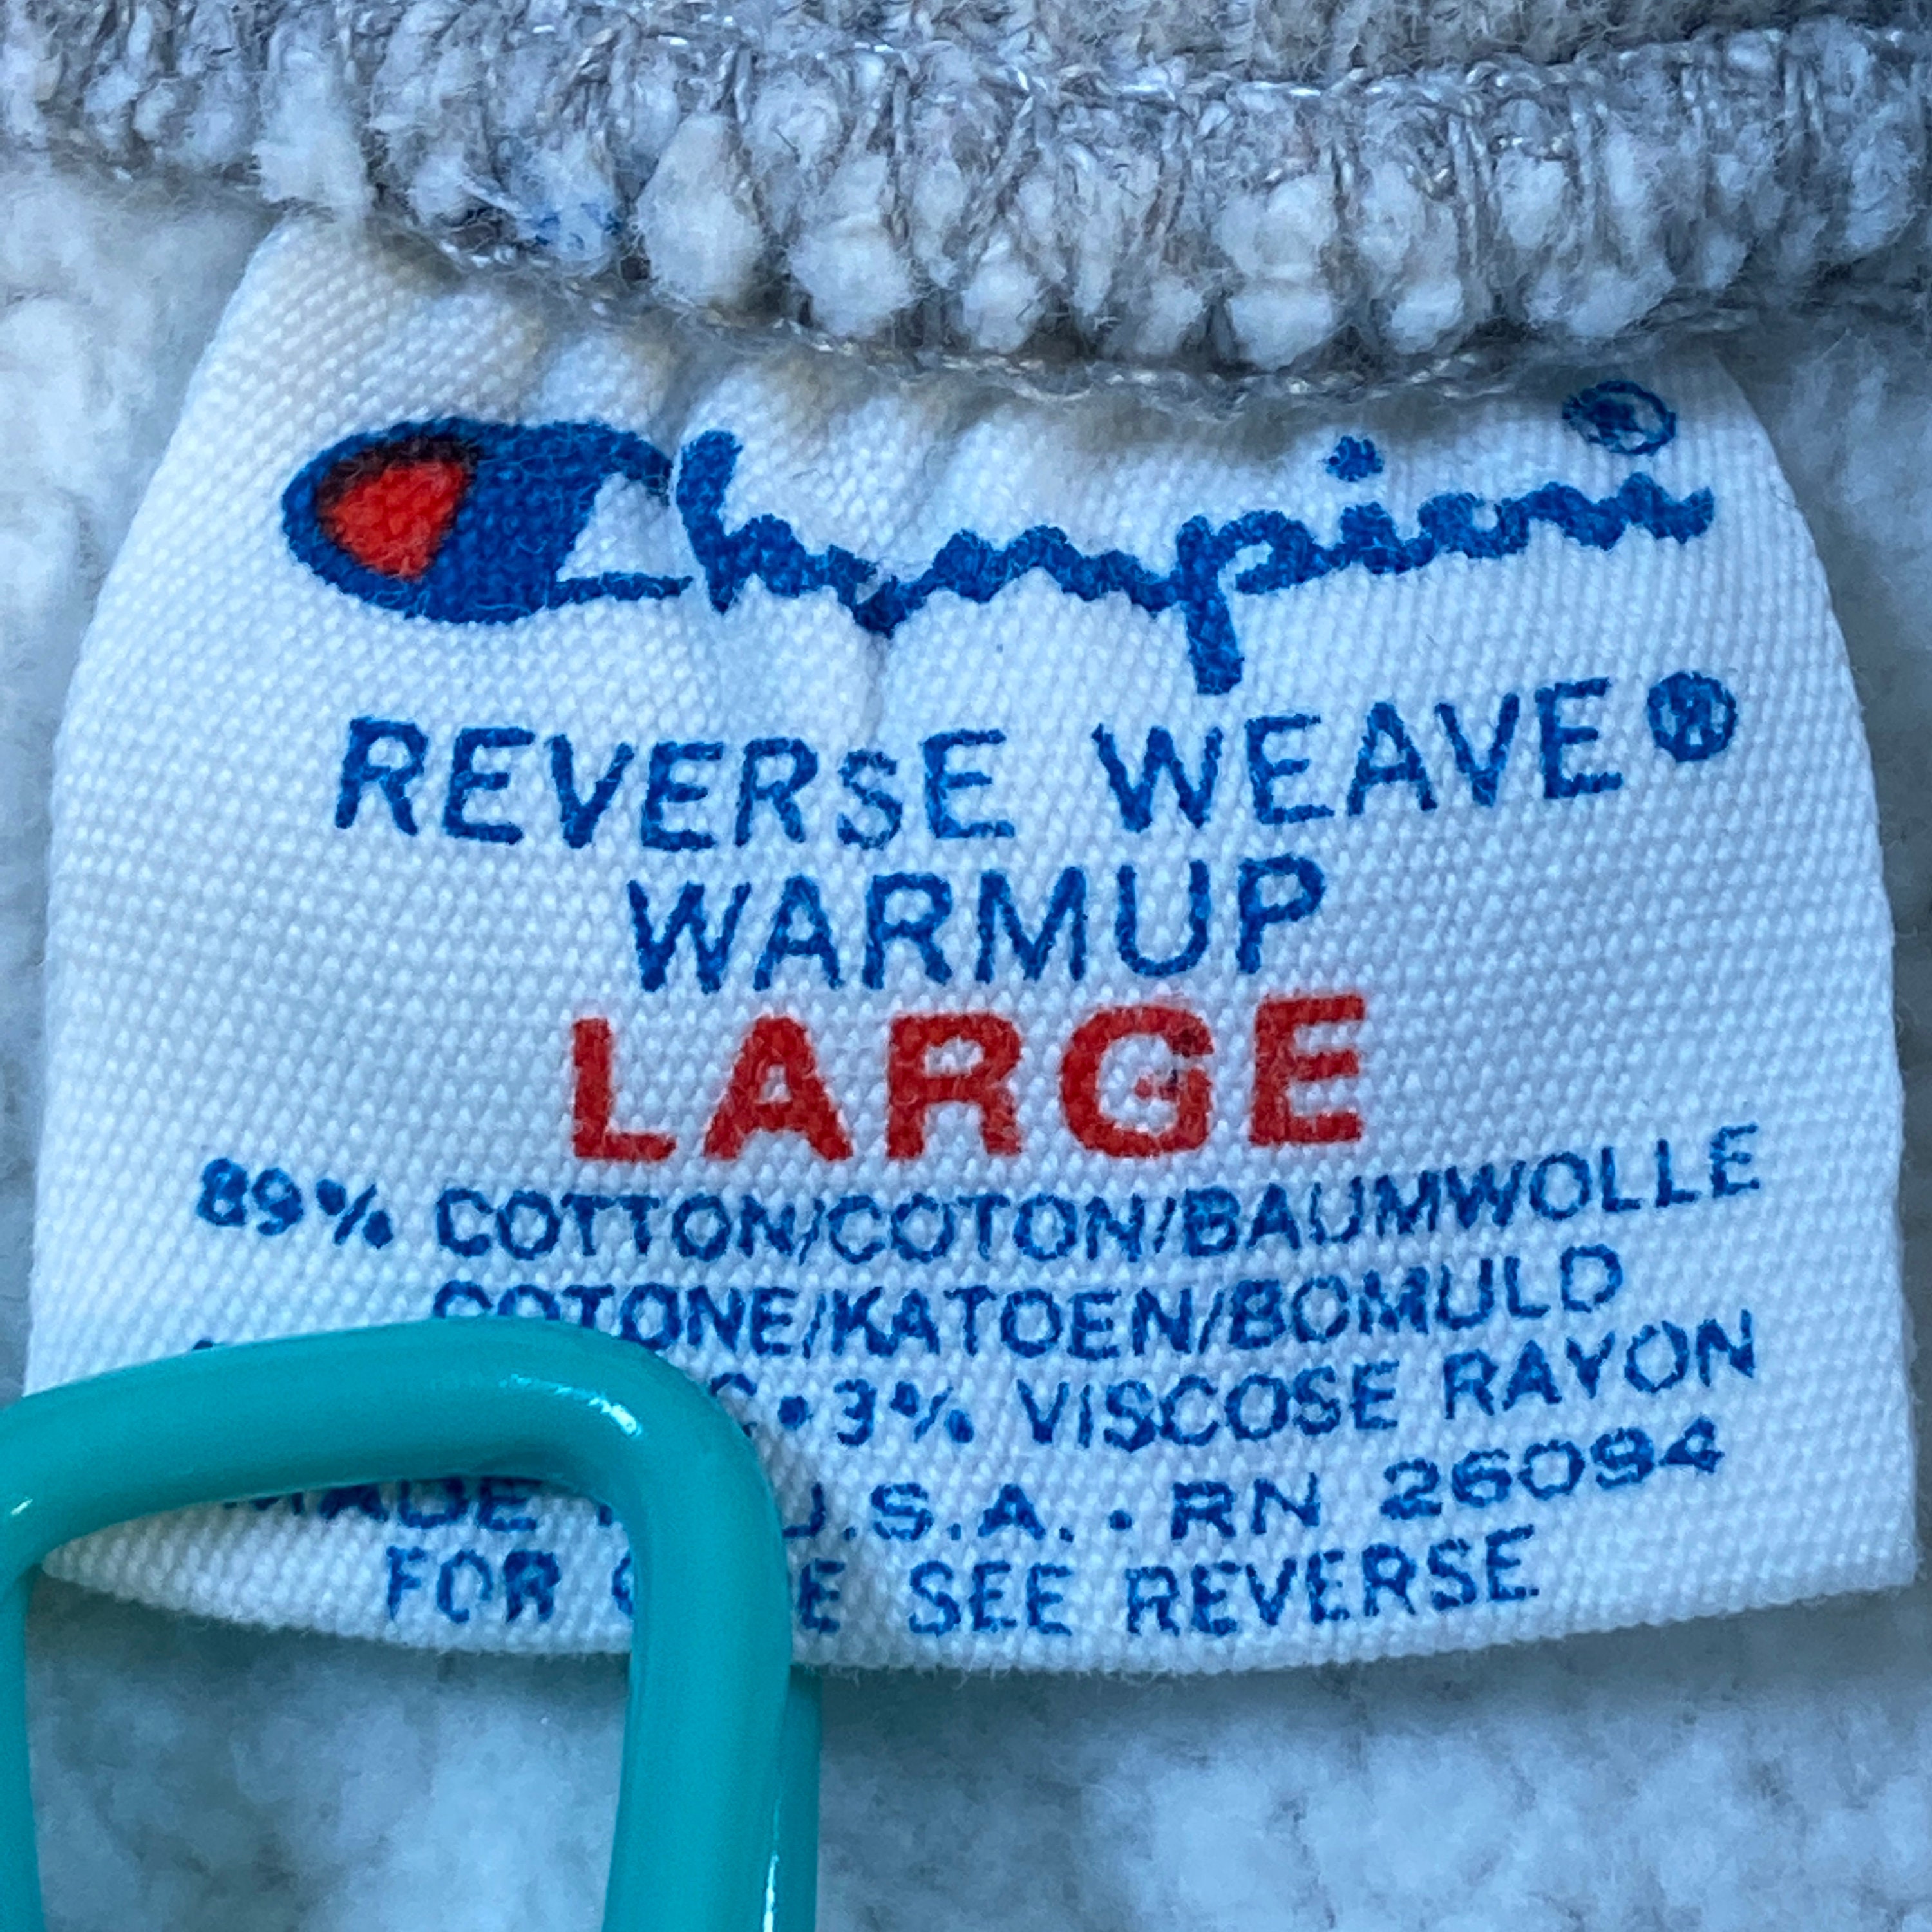 Champion®
REVERSE WEAVE®
WARMUP
LARGE
89% COTTON/COTON/BAUMWOLLE
COTONE/KATOEN/BOMULD
3% VISCOSE RAYON
MADE U.S.A. • RN 26094
FOR SEE REVERSE